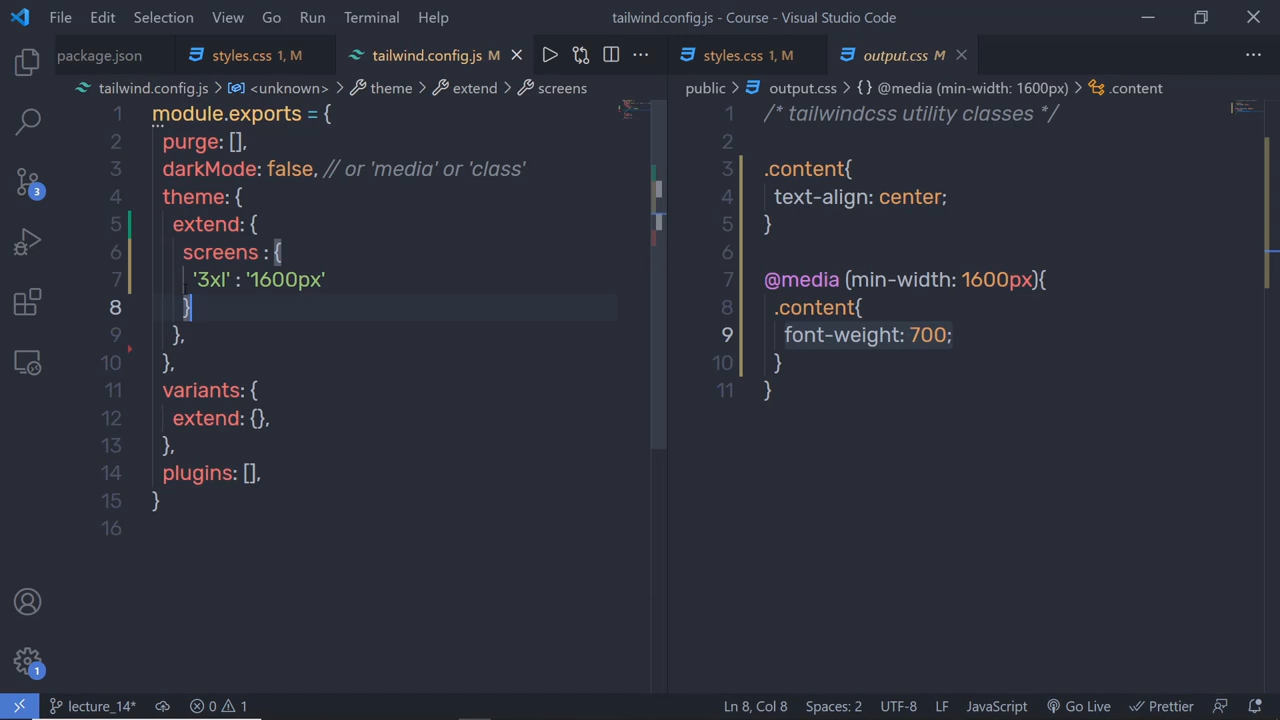 File Edit Selection View Go Run Terminal Help tailwind.config.js - Course - Visual Studio Code
package.json styles.css 1, M tailwind.config.js M styles.css 1, M output.css M
tailwind.config.js > <unknown> > theme > extend > screens
public > output.css > {} @media (min-width: 1600px) > .content
1 module.exports = {
2 purge: [],
3 darkMode: false, // or 'media' or 'class'
4 theme: {
5 extend: {
6 screens : {
7 '3xl' : '1600px'
8 }
9 },
10 },
11 variants: {
12 extend: {},
13 },
14 plugins: [],
15 }
16
1 /* tailwindcss utility classes */
2
3 .content{
4 text-align: center;
5 }
6
7 @media (min-width: 1600px){
8 .content{
9 font-weight: 700;
10 }
11 }
3
1
lecture_14* 0 1 Ln 8, Col 8 Spaces: 2 UTF-8 LF JavaScript Go Live Prettier